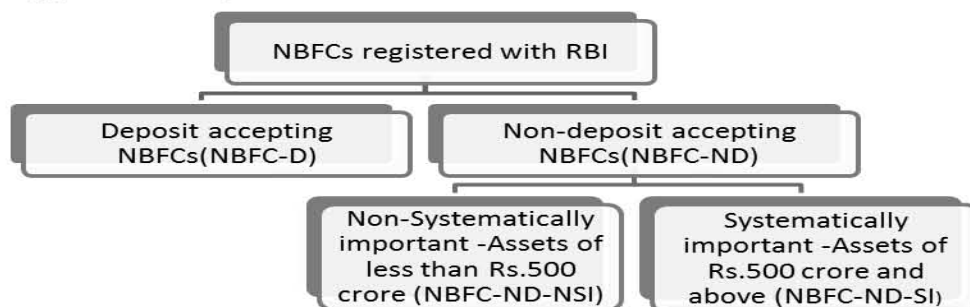 NBFCs registered with RBI
Deposit accepting
NBFCs(NBFC-D)
Non-deposit accepting
NBFCs(NBFC-ND)
Non-Systematically
important -Assets of
less than Rs.500
crore (NBFC-ND-NSI)
Systematically
important -Assets of
Rs.500 crore and
above (NBFC-ND-SI)